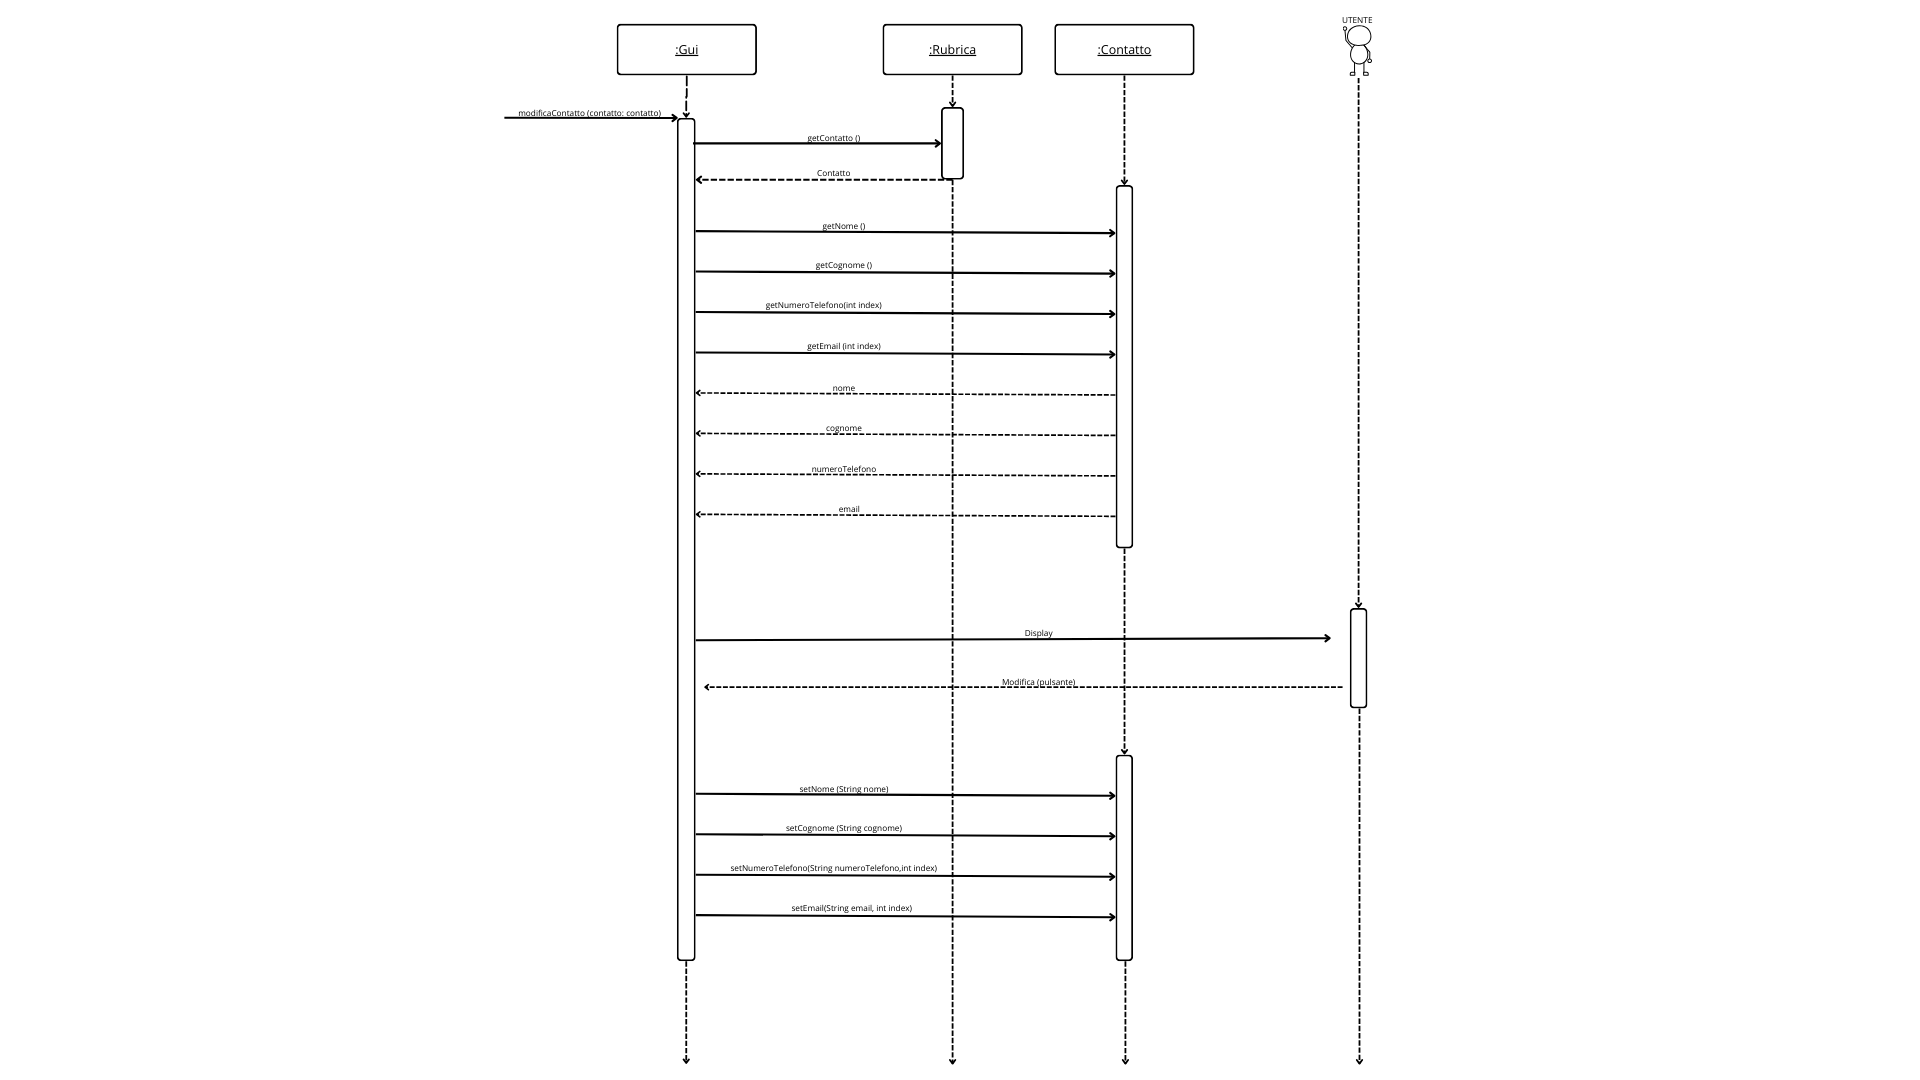 UTENTE
:Gui
:Rubrica
:Contatto
modificaContatto (contatto: contatto)
getContatto ()
Contatto
getNome ()
getCognome ()
getNumeroTelefono(int index)
getEmail (int index)
nome
cognome
numeroTelefono
email
Display
Modifica (pulsante)
setNome (String nome)
setCognome (String cognome)
setNumeroTelefono(String numeroTelefono,int index)
setEmail(String email, int index)